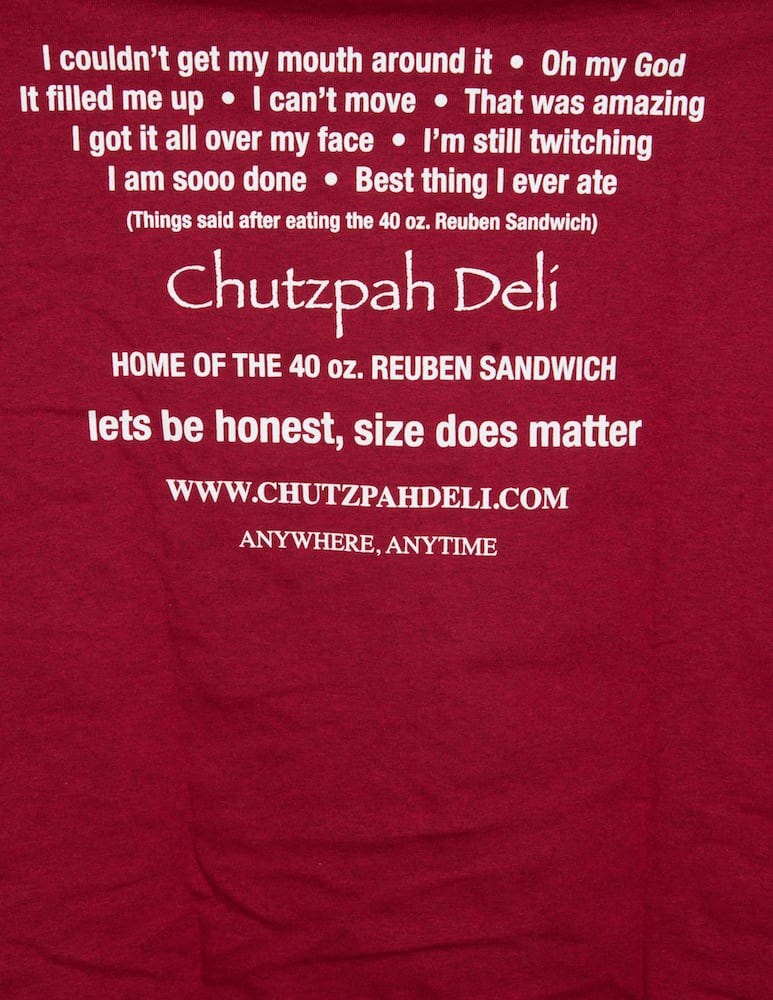 I couldn't get my mouth around it • Oh my God
It filled me up • I can't move • That was amazing
I got it all over my face • I'm still twitching
I am sooo done • Best thing I ever ate
(Things said after eating the 40 oz. Reuben Sandwich)
Chutzpah Deli
HOME OF THE 40 oz. REUBEN SANDWICH
lets be honest, size does matter
WWW.CHUTZPAHDELI.COM
ANYWHERE, ANYTIME